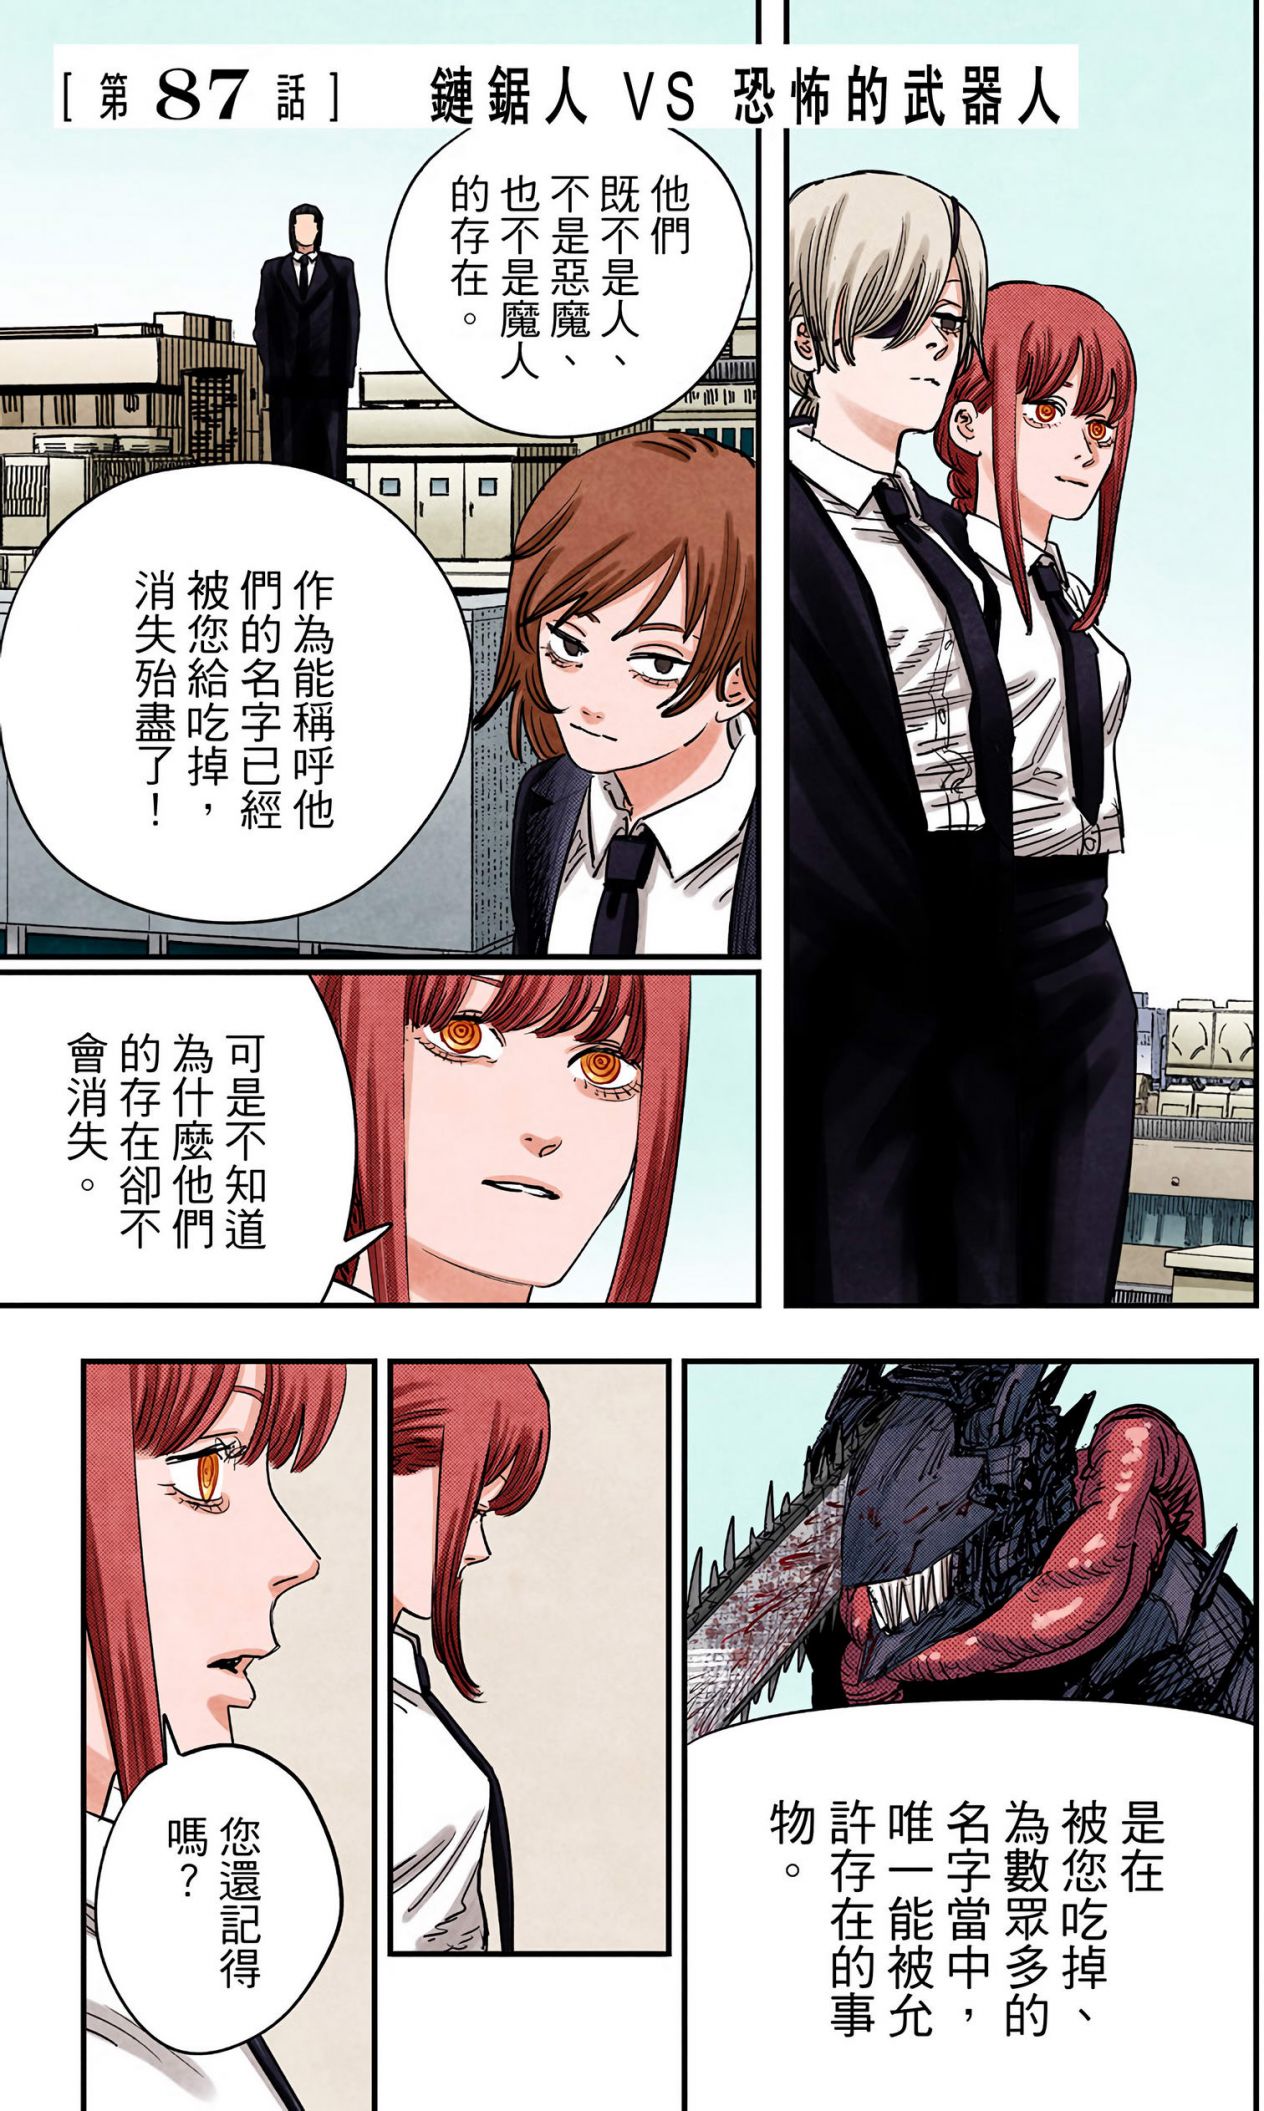 ［第87話］ 鏈鋸人 VS 恐怖的武器人
他們
既不是人、
不是惡魔、
也不是魔人
的存在。
作為能稱呼他
們的名字已經
被您給吃掉，
消失殆盡了！
可是不知道
為什麼他們
的存在卻不
會消失。
是在
被您吃掉、
為數眾多的
名字當中，
唯一能被允
許存在的事
物。
您還記得
嗎？